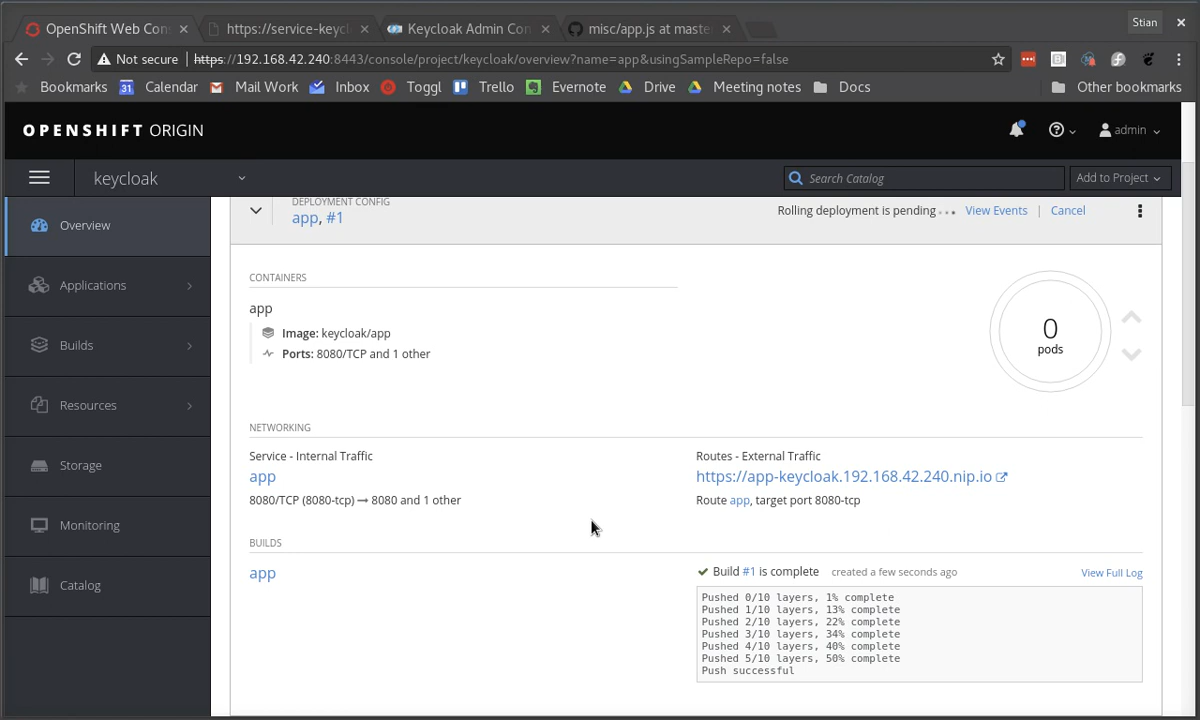 Stian
OpenShift Web Con
https://service-keycl
Keycloak Admin Con
misc/app.js at maste
Not secure
https://192.168.42.240:8443/console/project/keycloak/overview?name=app&usingSampleRepo=false
Bookmarks
31
Calendar
Mail Work
Inbox
Toggl
Trello
Evernote
Drive
Meeting notes
Docs
Other bookmarks
OPENSHIFT ORIGIN
admin
keycloak
Search Catalog
Add to Project
Overview
Applications
Builds
Resources
Storage
Monitoring
Catalog
DEPLOYMENT CONFIG
app, #1
Rolling deployment is pending
View Events
Cancel
CONTAINERS
app
Image: keycloak/app
Ports: 8080/TCP and 1 other
0
pods
NETWORKING
Service - Internal Traffic
app
8080/TCP (8080-tcp) → 8080 and 1 other
Routes - External Traffic
https://app-keycloak.192.168.42.240.nip.io
Route app, target port 8080-tcp
BUILDS
app
Build #1 is complete
created a few seconds ago
View Full Log
Pushed 0/10 layers, 1% complete
Pushed 1/10 layers, 13% complete
Pushed 2/10 layers, 22% complete
Pushed 3/10 layers, 34% complete
Pushed 4/10 layers, 40% complete
Pushed 5/10 layers, 50% complete
Push successful